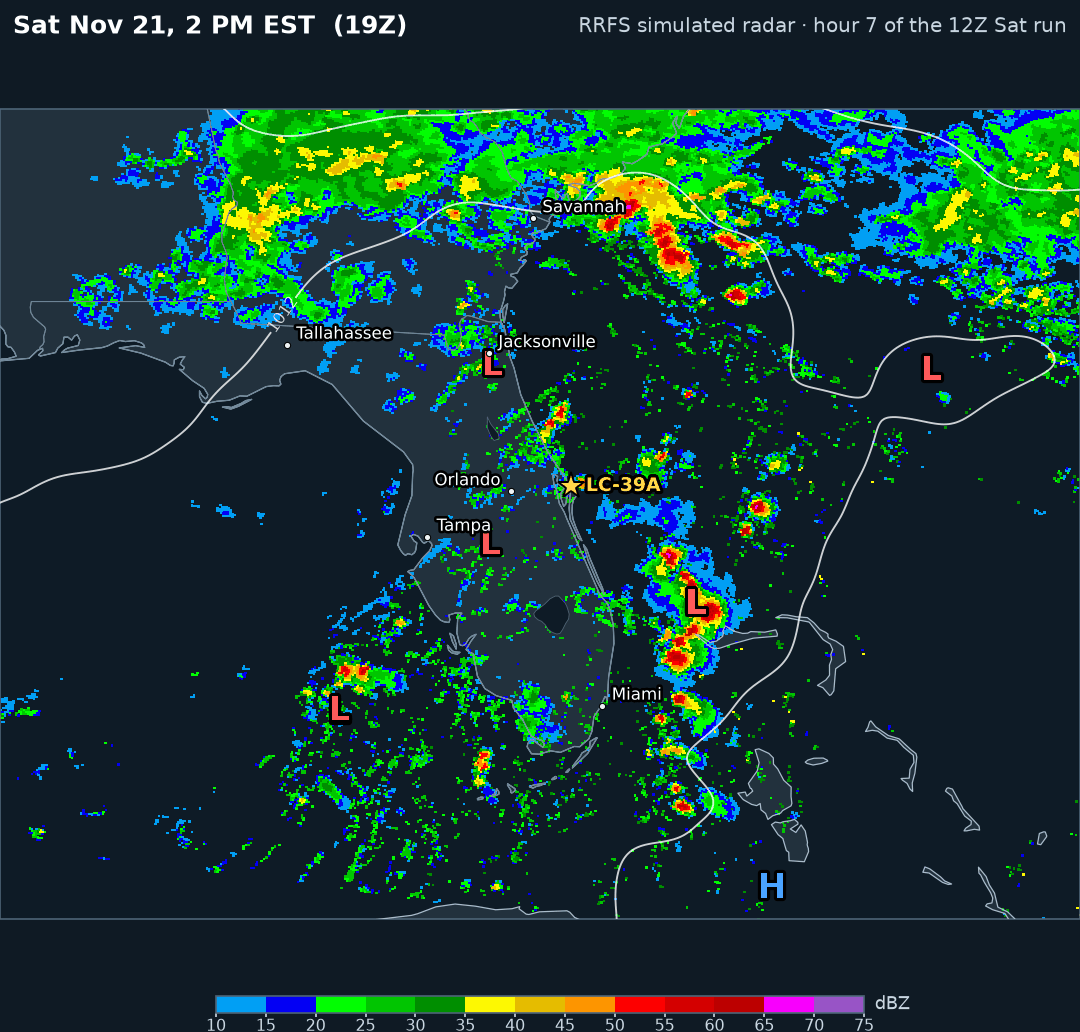 Sat Nov 21, 2 PM EST (19Z)
RRFS simulated radar · hour 7 of the 12Z Sat run
Savannah
1012
Tallahassee
Jacksonville
L
L
Orlando
LC-39A
Tampa
L
L
Miami
L
H
dBZ
10 15 20 25 30 35 40 45 50 55 60 65 70 75